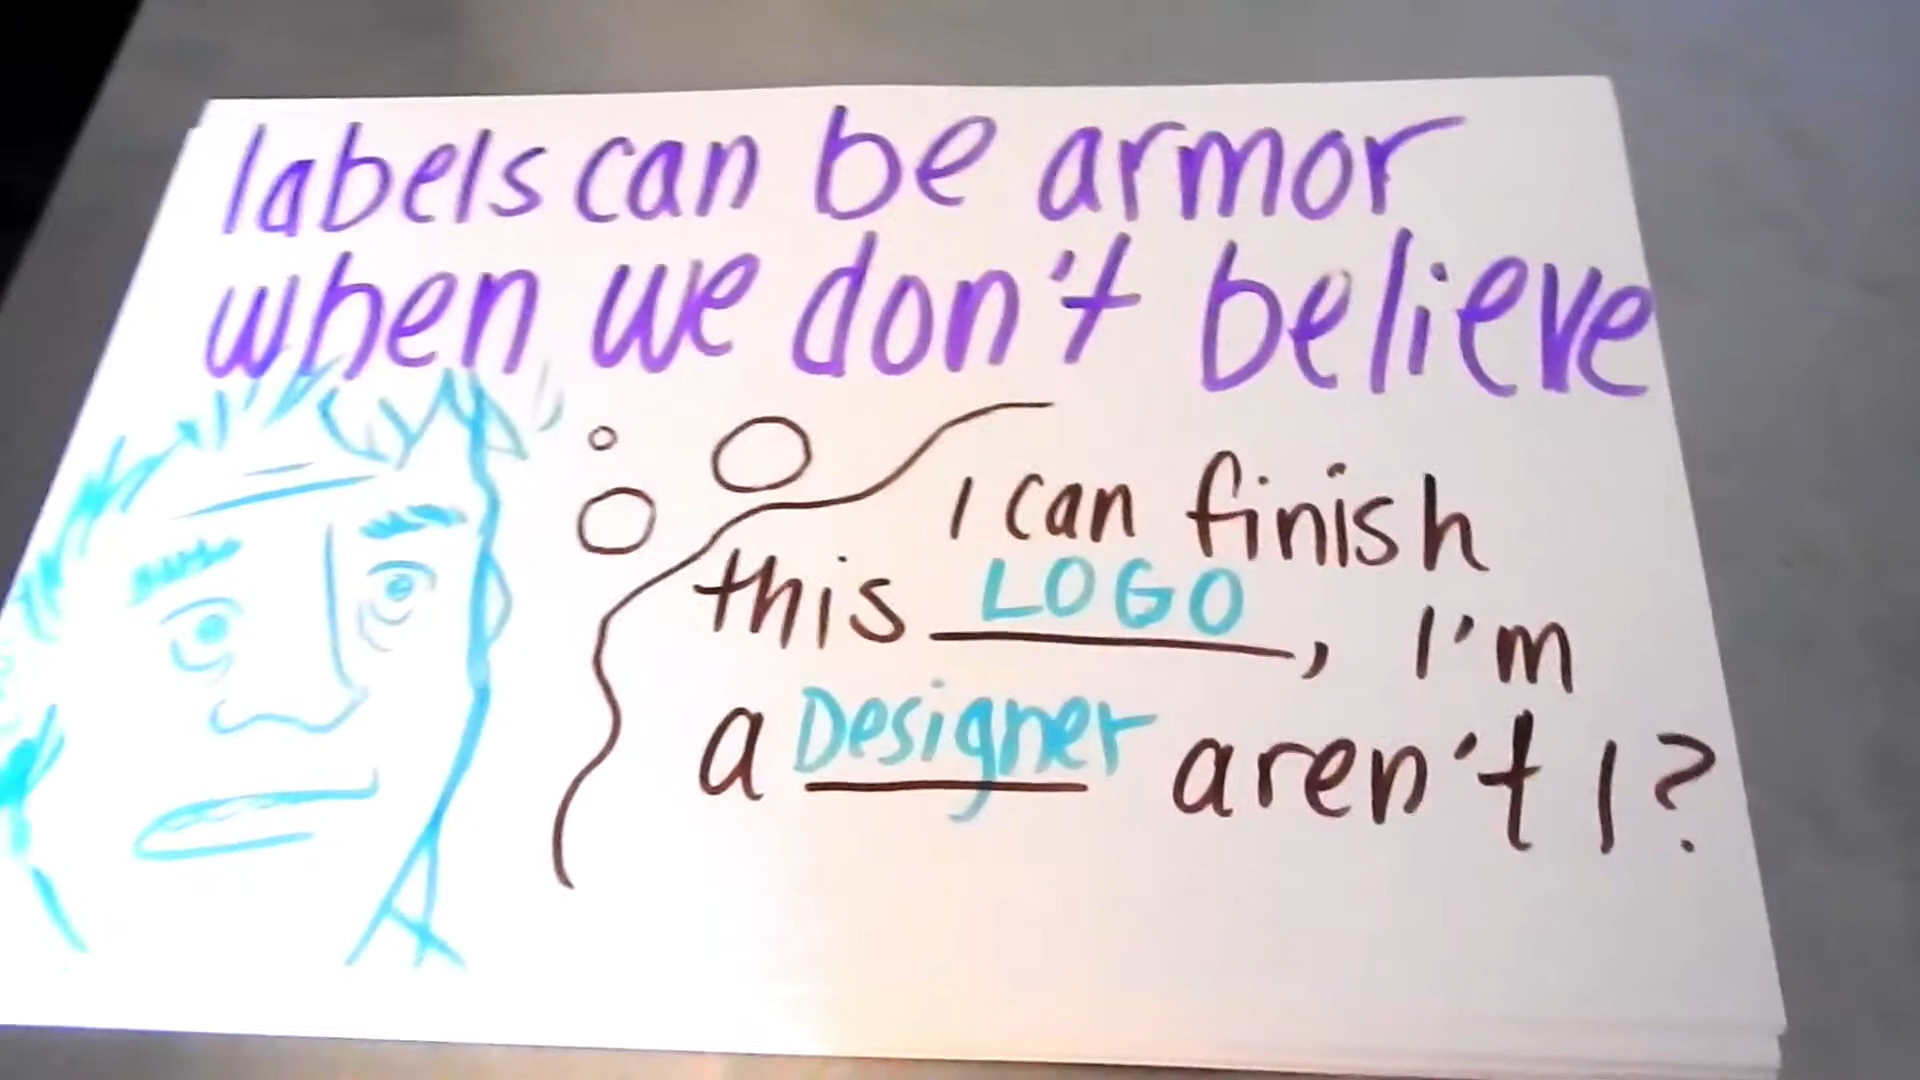 labels can be armor
when we don't believe
I can finish
this LOGO, I'm
a Designer aren't I?